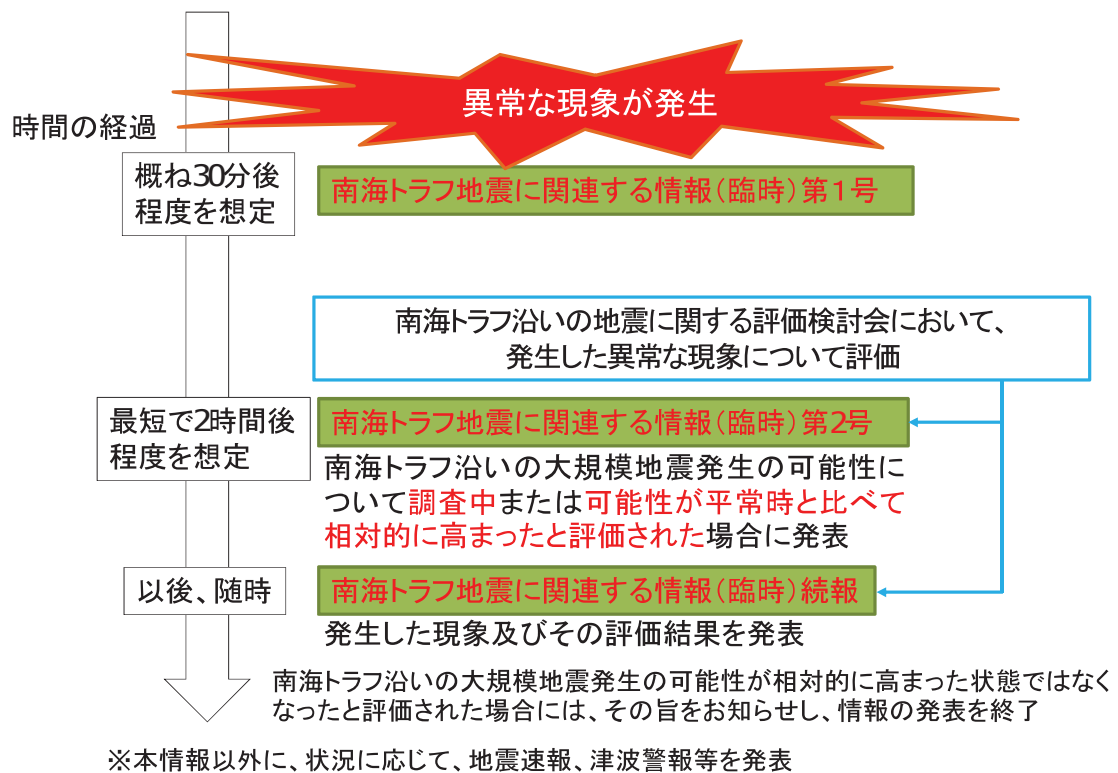 異常な現象が発生
時間の経過
概ね30分後
程度を想定
南海トラフ地震に関連する情報(臨時)第1号
南海トラフ沿いの地震に関する評価検討会において、
発生した異常な現象について評価
最短で2時間後
程度を想定
南海トラフ地震に関連する情報(臨時)第2号
南海トラフ沿いの大規模地震発生の可能性に
ついて調査中または可能性が平常時と比べて
相対的に高まったと評価された場合に発表
以後、随時
南海トラフ地震に関連する情報(臨時)続報
発生した現象及びその評価結果を発表
南海トラフ沿いの大規模地震発生の可能性が相対的に高まった状態ではなく
なったと評価された場合には、その旨をお知らせし、情報の発表を終了
※本情報以外に、状況に応じて、地震速報、津波警報等を発表